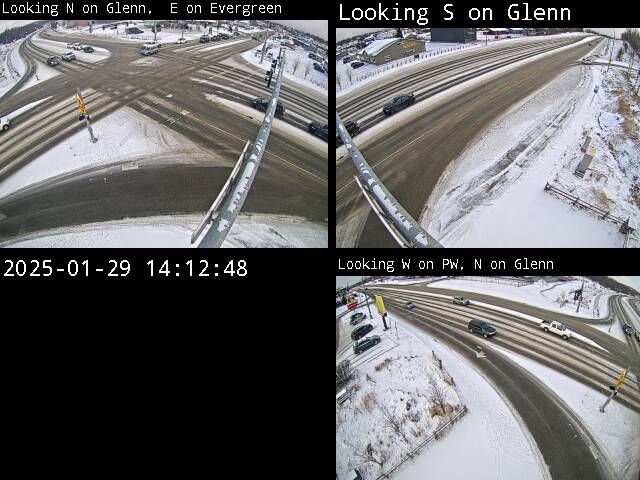 Looking N on Glenn,  E on Evergreen
Looking S on Glenn
2025-01-29 14:12:48
Looking W on PW, N on Glenn